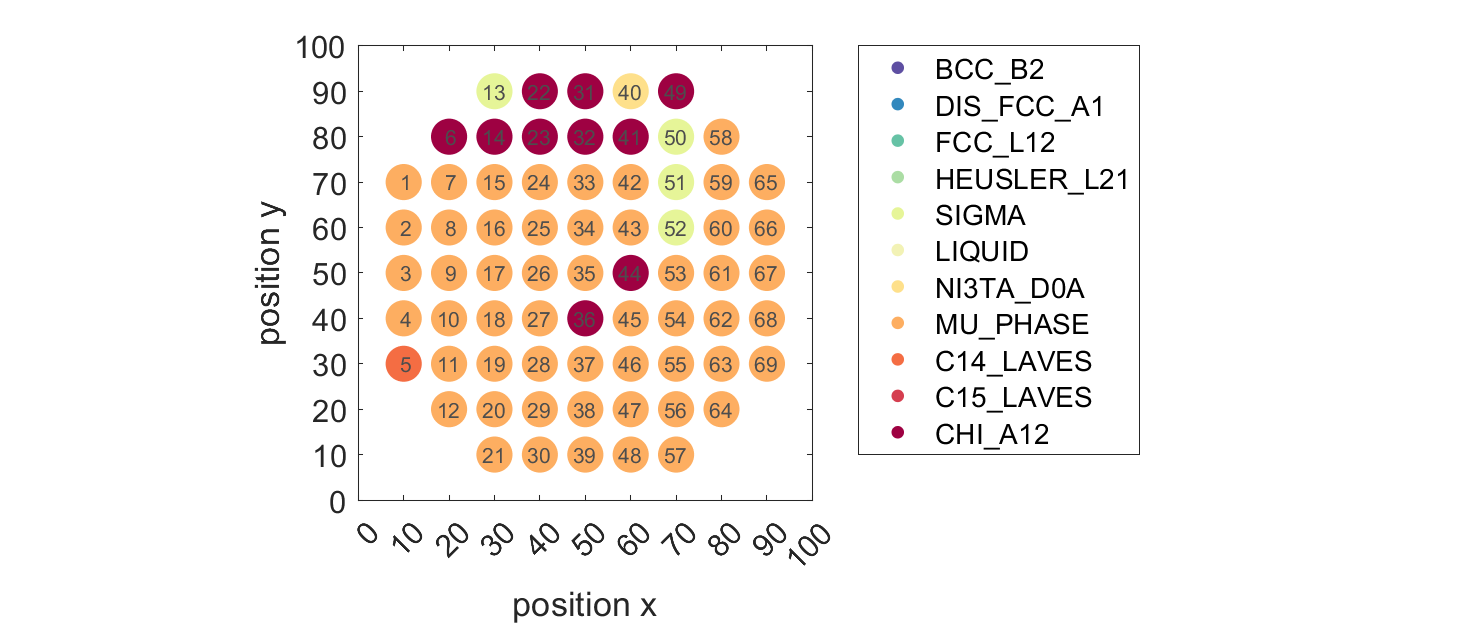 100
90
80
70
60
50
40
30
20
10
0
position y
13 22 31 40 49
6 14 23 32 41 50 58
1 7 15 24 33 42 51 59 65
2 8 16 25 34 43 52 60 66
3 9 17 26 35 44 53 61 67
4 10 18 27 36 45 54 62 68
5 11 19 28 37 46 55 63 69
12 20 29 38 47 56 64
21 30 39 48 57
0 10 20 30 40 50 60 70 80 90 100
position x
BCC_B2
DIS_FCC_A1
FCC_L12
HEUSLER_L21
SIGMA
LIQUID
NI3TA_D0A
MU_PHASE
C14_LAVES
C15_LAVES
CHI_A12